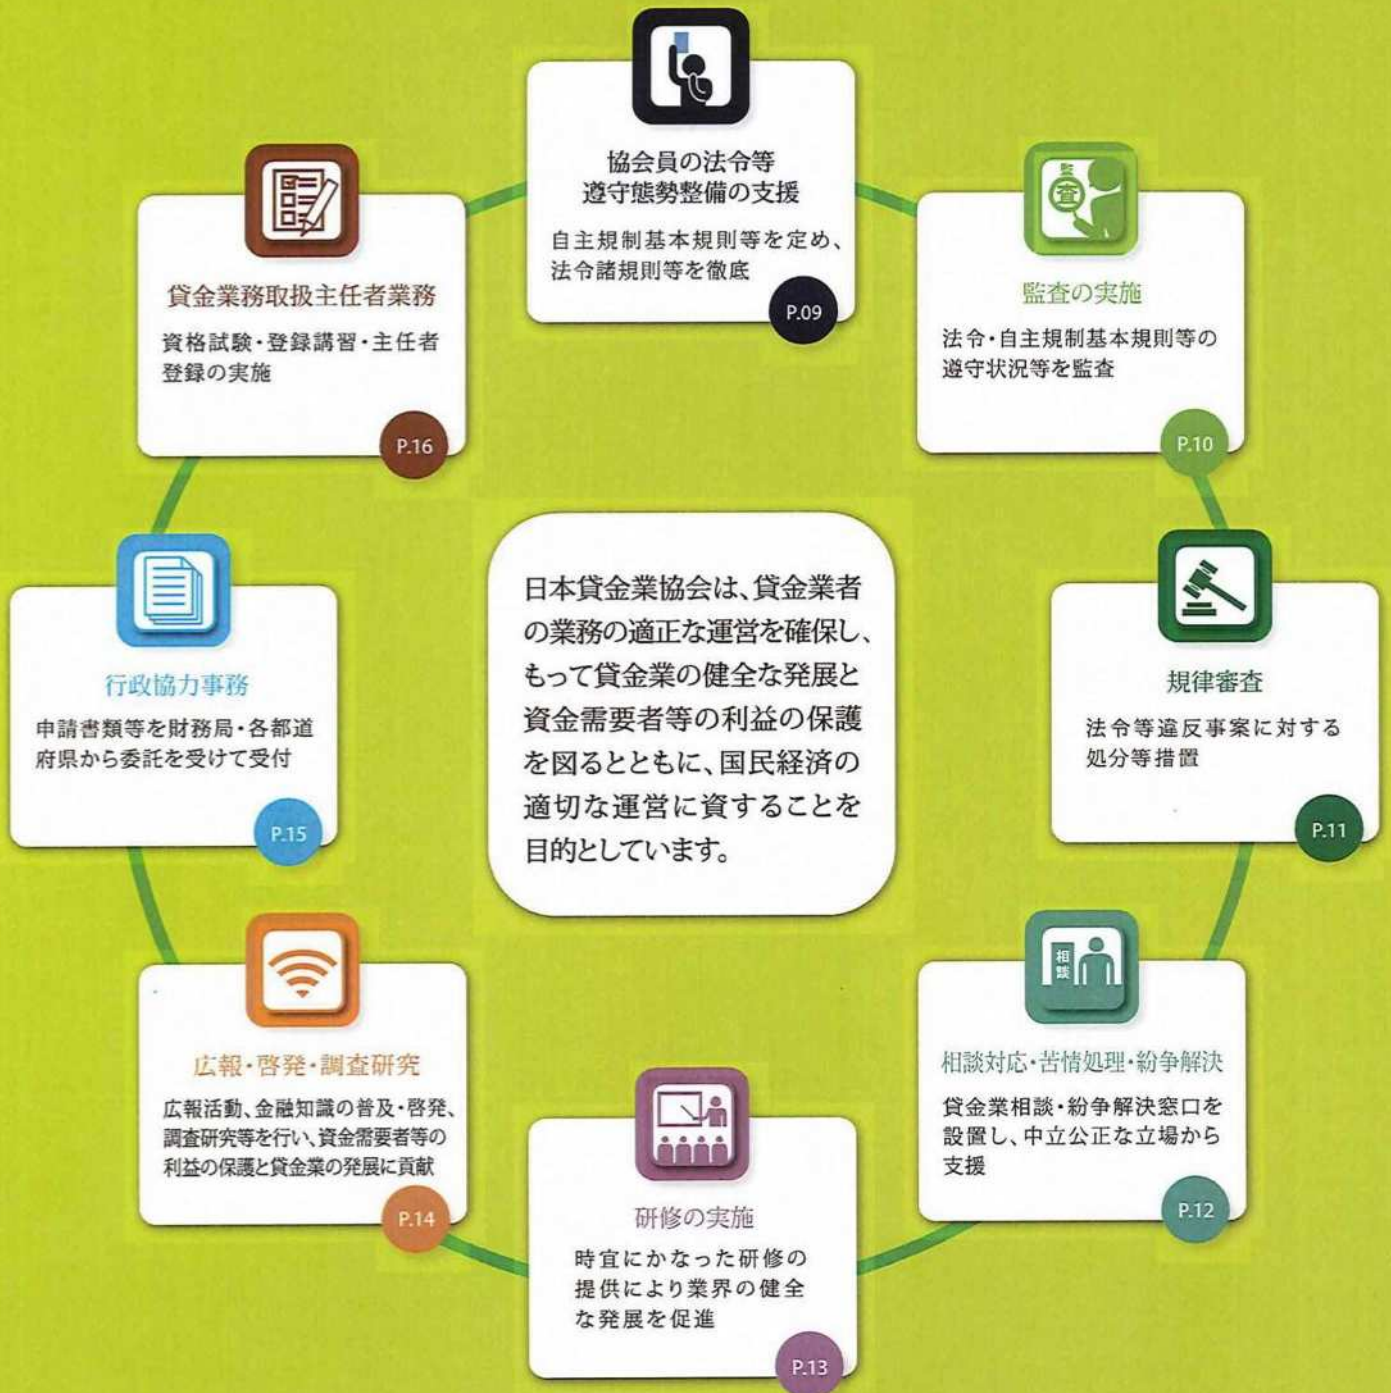 協会員の法令等
遵守態勢整備の支援
自主規制基本規則等を定め、
法令諸規則等を徹底
P.09
監
査
監査の実施
法令・自主規制基本規則等の
遵守状況等を監査
P.10
規律審査
法令等違反事案に対する
処分等措置
P.11
相
談
相談対応・苦情処理・紛争解決
貸金業相談・紛争解決窓口を
設置し、中立公正な立場から
支援
P.12
研修の実施
時宜にかなった研修の
提供により業界の健全
な発展を促進
P.13
広報・啓発・調査研究
広報活動、金融知識の普及・啓発、
調査研究等を行い、資金需要者等の
利益の保護と貸金業の発展に貢献
P.14
行政協力事務
申請書類等を財務局・各都道
府県から委託を受けて受付
P.15
貸金業務取扱主任者業務
資格試験・登録講習・主任者
登録の実施
P.16
日本貸金業協会は、貸金業者
の業務の適正な運営を確保し、
もって貸金業の健全な発展と
資金需要者等の利益の保護
を図るとともに、国民経済の
適切な運営に資することを
目的としています。